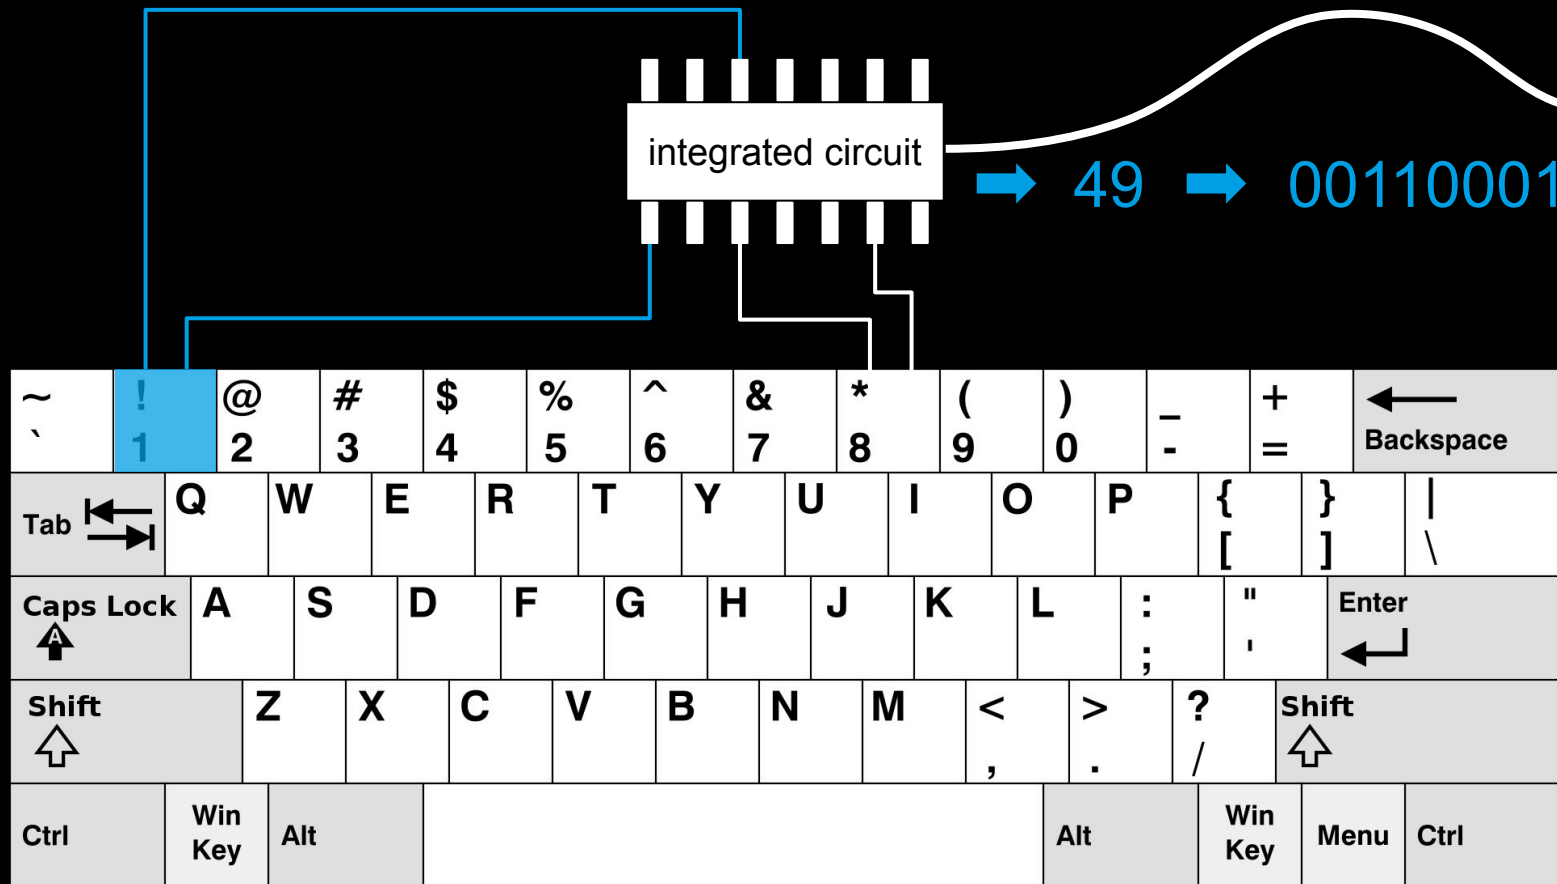 integrated circuit
49 00110001
~ ! @ # $ % ^ & * ( ) _ +
` 1 2 3 4 5 6 7 8 9 0 - = Backspace
Tab Q W E R T Y U I O P { } |
[ ] \
Caps Lock A S D F G H J K L : " Enter
A ; '
Shift Z X C V B N M < > ? Shift
, . /
Ctrl Win Key Alt Alt Win Key Menu Ctrl